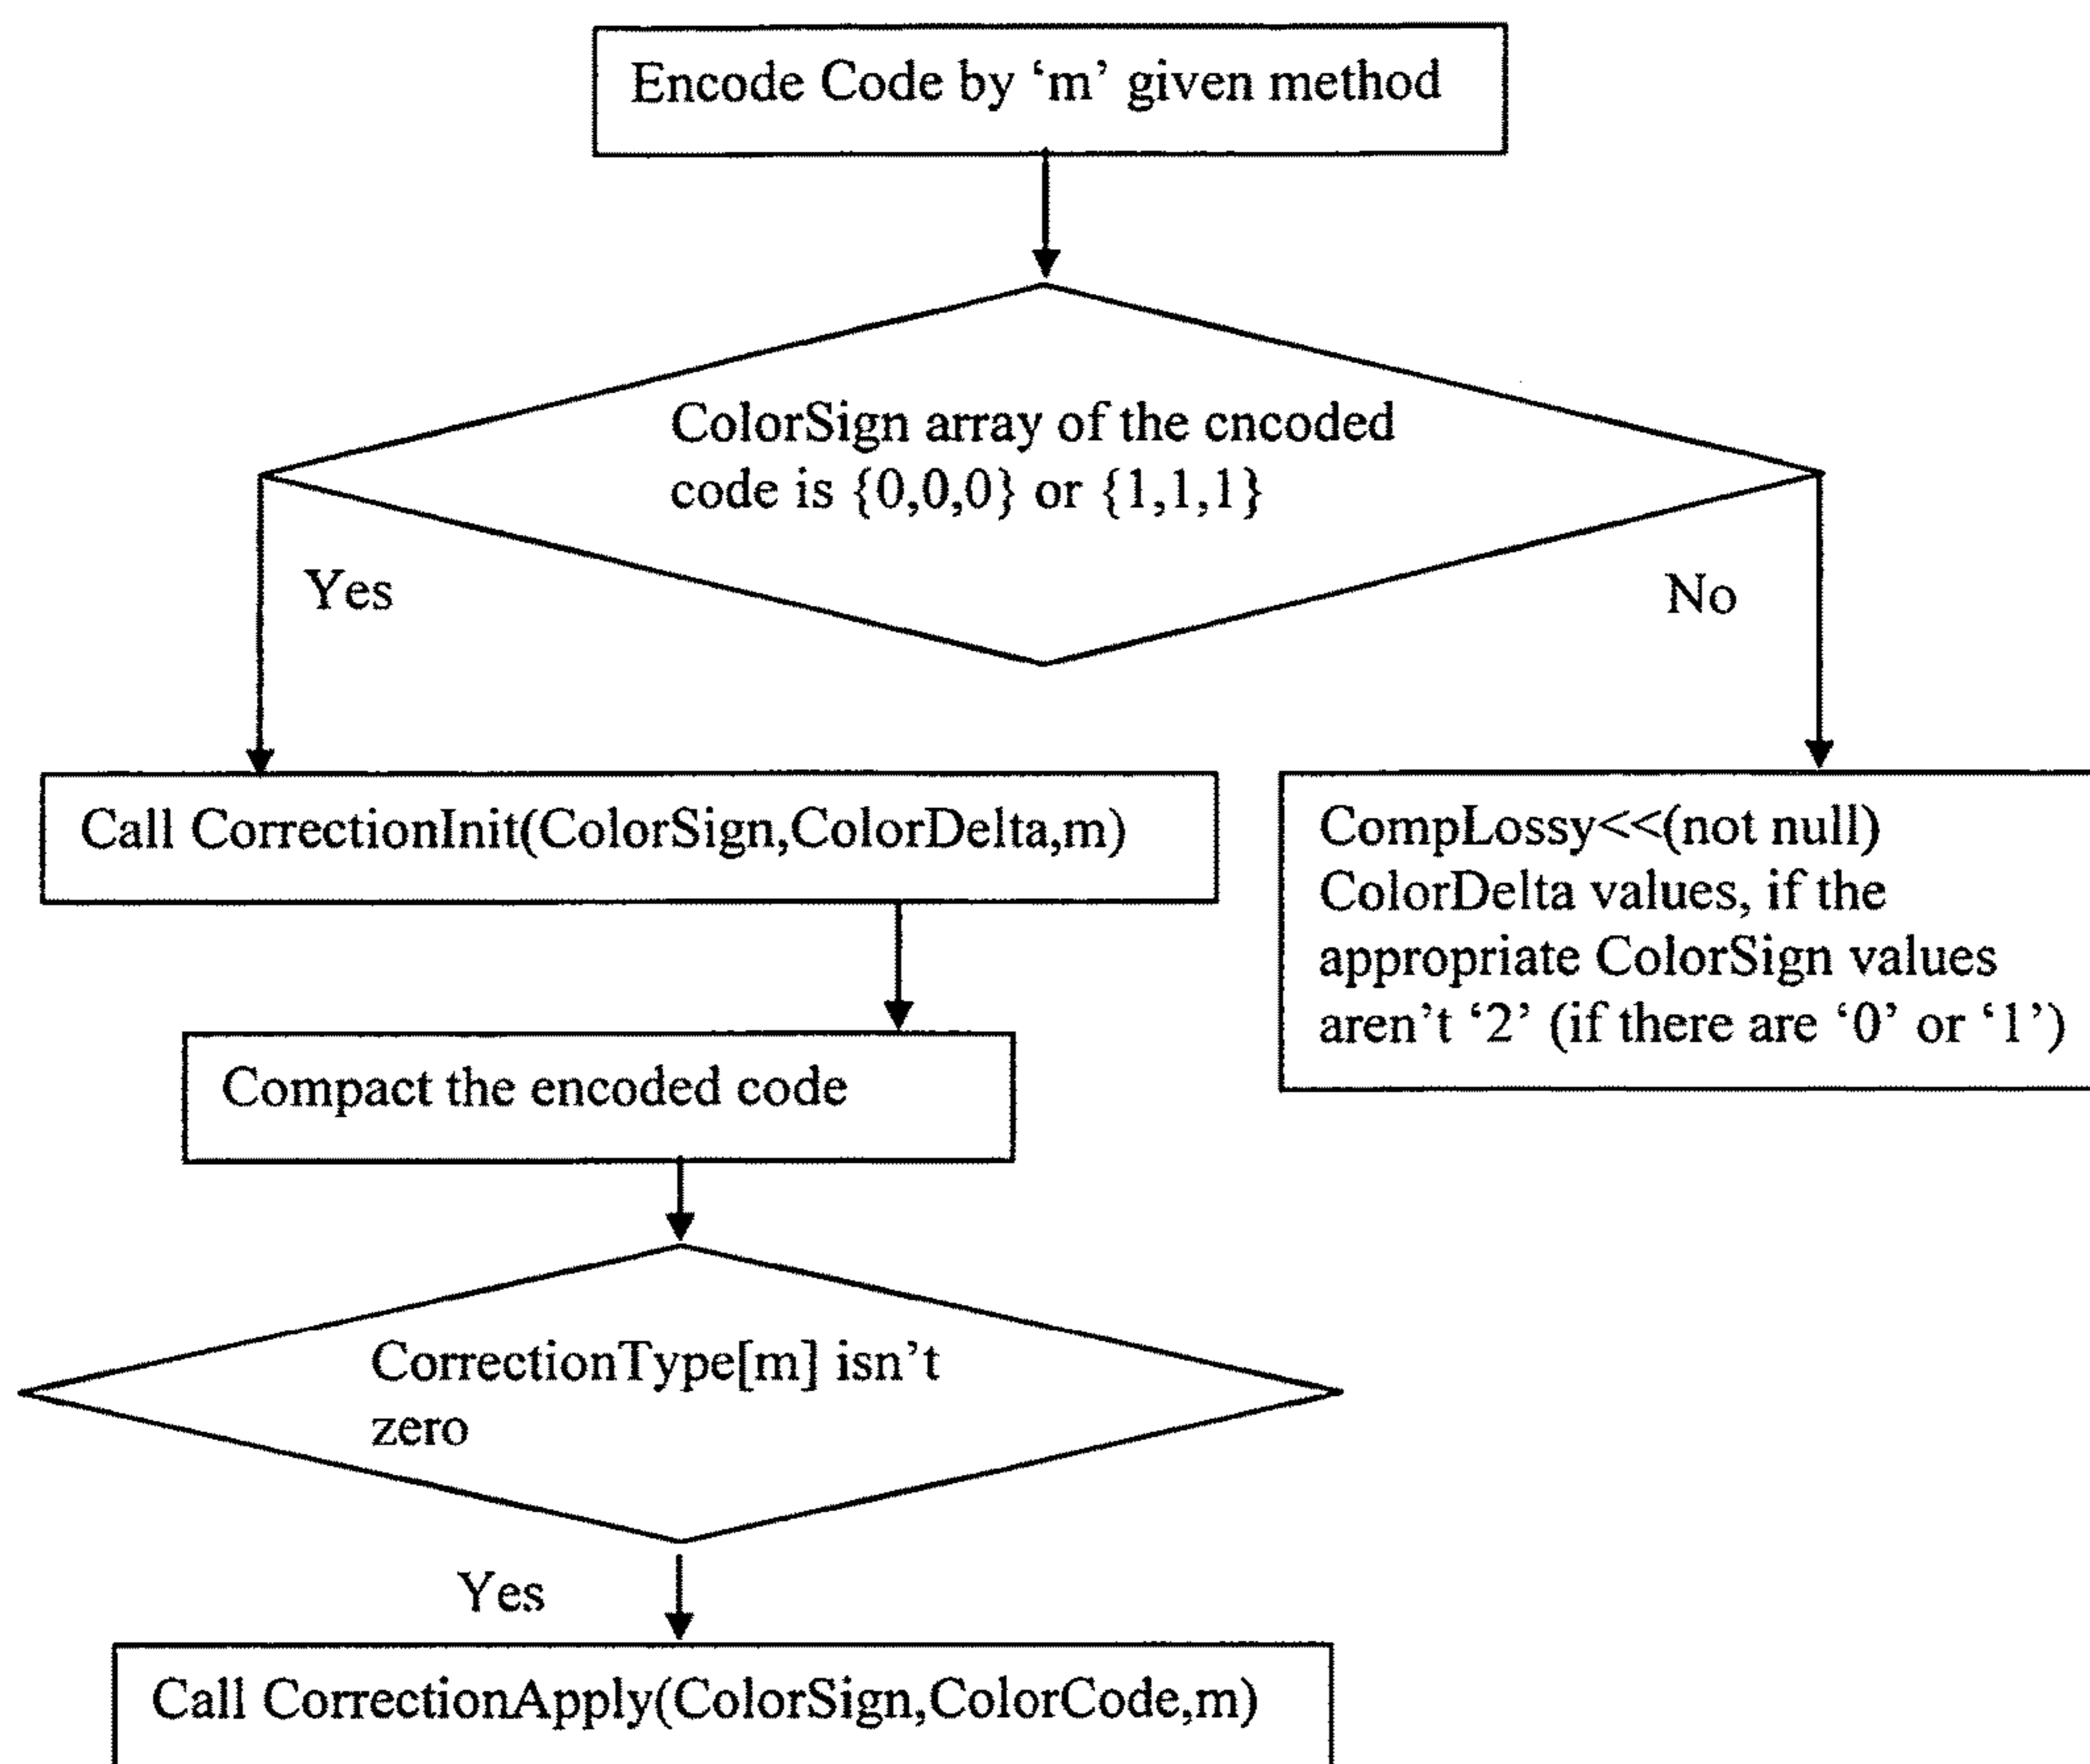 Encode Code by ‘m’ given method
ColorSign array of the cncoded
code is {0,0,0} or {1,1,1}
Yes
No
Call CorrectionInit(ColorSign,ColorDelta,m)
CompLossy<<(not null)
ColorDelta values, if the
appropriate ColorSign values
aren’t ‘2’ (if there are ‘0’ or ‘1’)
Compact the encoded code
CorrectionType[m] isn’t
zero
Yes
Call CorrectionApply(ColorSign,ColorCode,m)